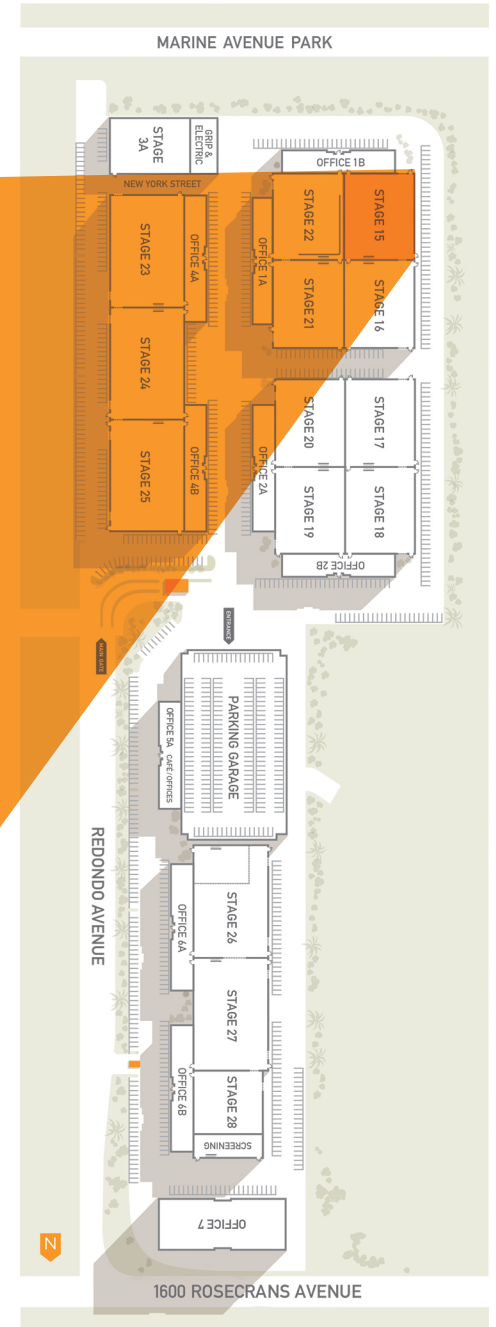 MARINE AVENUE PARK
STAGE
3A
GRIP &
ELECTRIC
OFFICE 1B
NEW YORK STREET
STAGE 23
OFFICE 4A
OFFICE 1A
STAGE 22
STAGE 15
STAGE 21
STAGE 16
STAGE 24
STAGE 25
OFFICE 4B
OFFICE 2A
STAGE 20
STAGE 17
STAGE 19
STAGE 18
OFFICE 2B
ENTRANCE
MAIN GATE
PARKING GARAGE
OFFICE 5A CAFÉ/OFFICES
REDONDO AVENUE
OFFICE 6A
STAGE 26
STAGE 27
OFFICE 6B
STAGE 28
SCREENING
OFFICE 7
N
1600 ROSECRANS AVENUE